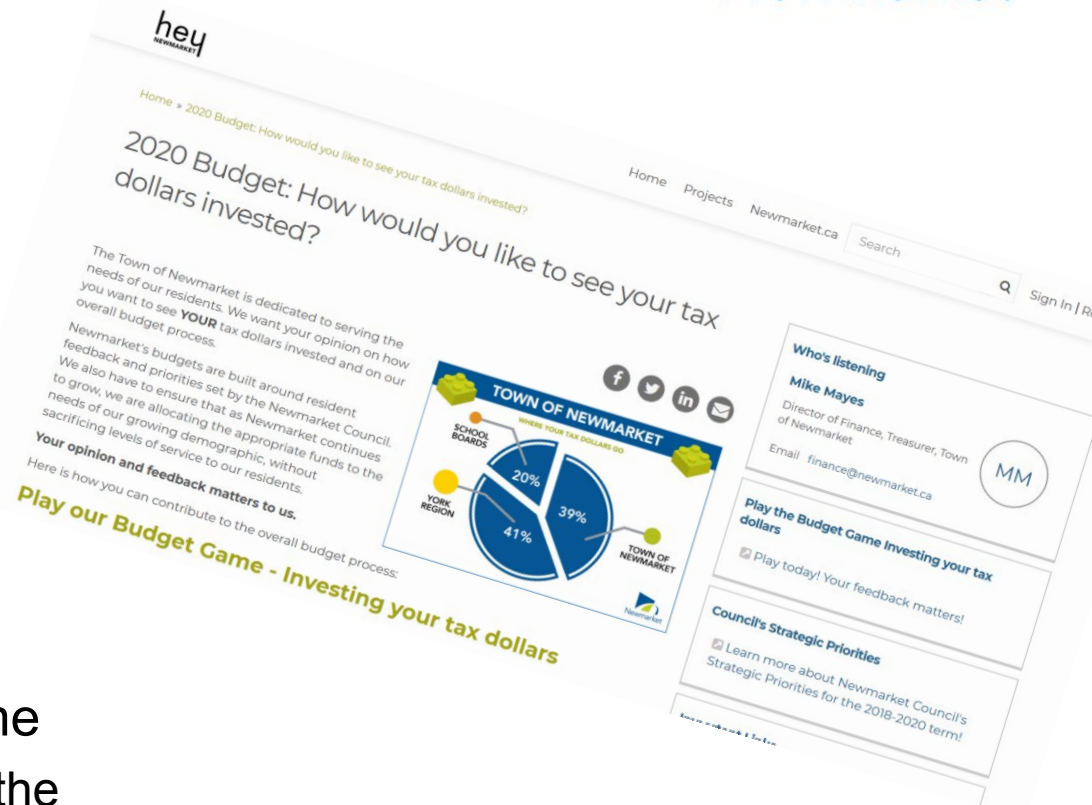 hey
NEWMARKET
Home Projects Newmarket.ca Search
Sign In |
Home » 2020 Budget: How would you like to see your tax dollars invested?
2020 Budget: How would you like to see your tax
dollars invested?
The Town of Newmarket is dedicated to serving the
needs of our residents. We want your opinion on how
you want to see YOUR tax dollars invested and on our
overall budget process.
Newmarket's budgets are built around resident
feedback and priorities set by the Newmarket Council.
We also have to ensure that as Newmarket continues
to grow, we are allocating the appropriate funds to the
needs of our growing demographic, without
sacrificing levels of service to our residents.
Your opinion and feedback matters to us.
Here is how you can contribute to the overall budget process:
Play our Budget Game - Investing your tax dollars
TOWN OF NEWMARKET
WHERE YOUR TAX DOLLARS GO
SCHOOL
BOARDS
20%
YORK
REGION
41%
39%
TOWN OF
NEWMARKET
Newmarket
Who's listening
Mike Mayes
Director of Finance, Treasurer, Town
of Newmarket
Email finance@newmarket.ca
MM
Play the Budget Game Investing your tax
dollars
Play today! Your feedback matters!
Council's Strategic Priorities
Learn more about Newmarket Council's
Strategic Priorities for the 2018-2020 term!
the